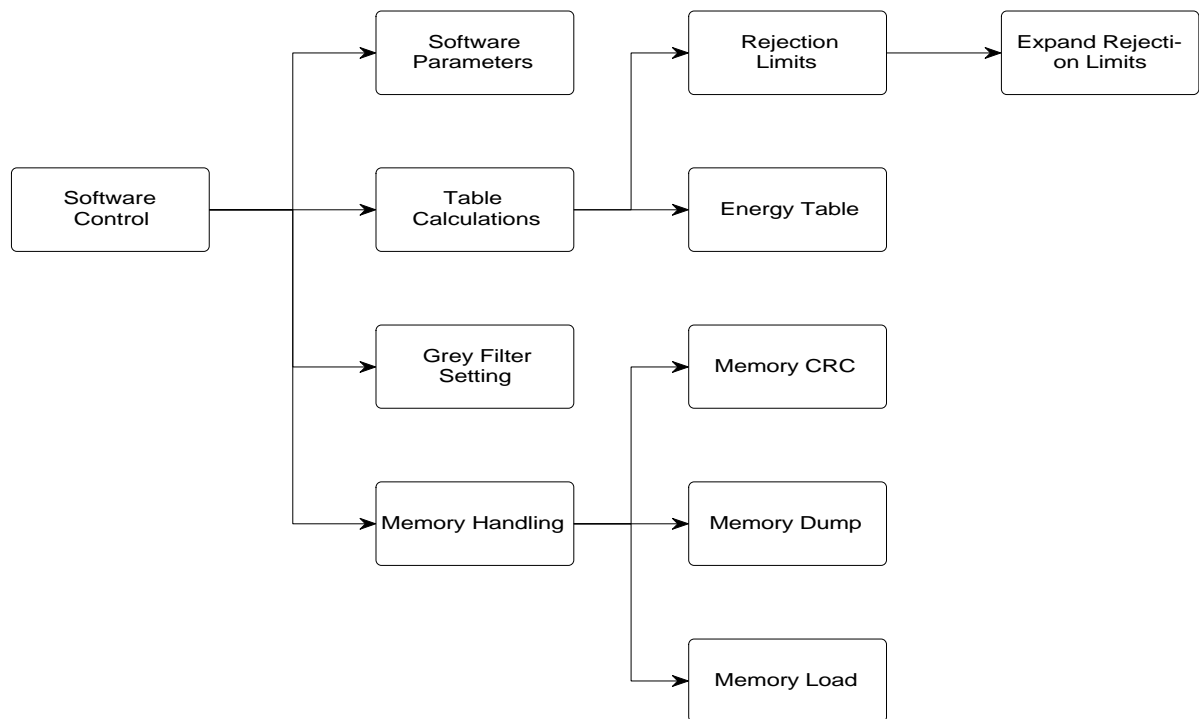 Software
Parameters
Rejection
Limits
Expand Rejecti-
on Limits
Software
Control
Table
Calculations
Energy Table
Grey Filter
Setting
Memory CRC
Memory Handling
Memory Dump
Memory Load